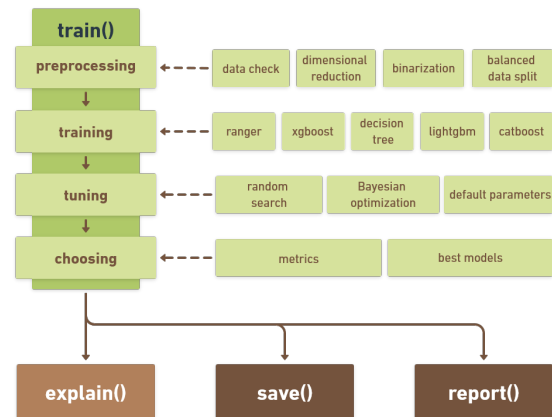 train()
preprocessing
data check
dimensional
reduction
binarization
balanced
data split
training
ranger
xgboost
decision
tree
lightgbm
catboost
tuning
random
search
Bayesian
optimization
default parameters
choosing
metrics
best models
explain()
save()
report()